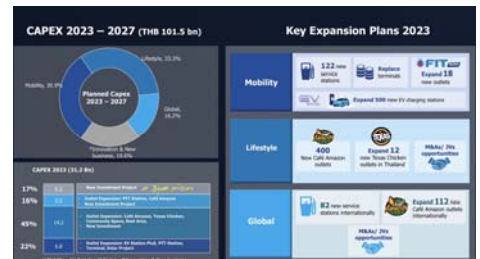 CAPEX 2023 – 2027 (THB 101.5 bn)
Lifestyle, 33.3%
Mobility, 30.9%
Planned Capex
2023 – 2027
Global,
16.2%
Innovation & New
business, 19.6%
CAPEX 2023 (31.2 Bn)
17%
New Investment Project
16%
Outlet Expansion: PTT Station, Café Amazon
New Investment Project
45%
14.1
Outlet Expansion: Café Amazon, Texas Chicken,
Community Space, Real Area,
New Investment
22%
Outlet Expansion: EV Station PluZ, PTT Station,
Terminal, Solar Project
Key Expansion Plans 2023
Mobility
122 new
service
stations
Replace
terminals
FIT
Expand 18
new outlets
EV
Expand 500 new EV charging stations
Lifestyle
400
New Café Amazon
outlets
Expand 12
new Texas Chicken
outlets in Thailand
M&As/ JVs
opportunities
Global
82 new service
stations internationally
Expand 112 new
Café Amazon outlets
internationally
M&As/ JVs
opportunities